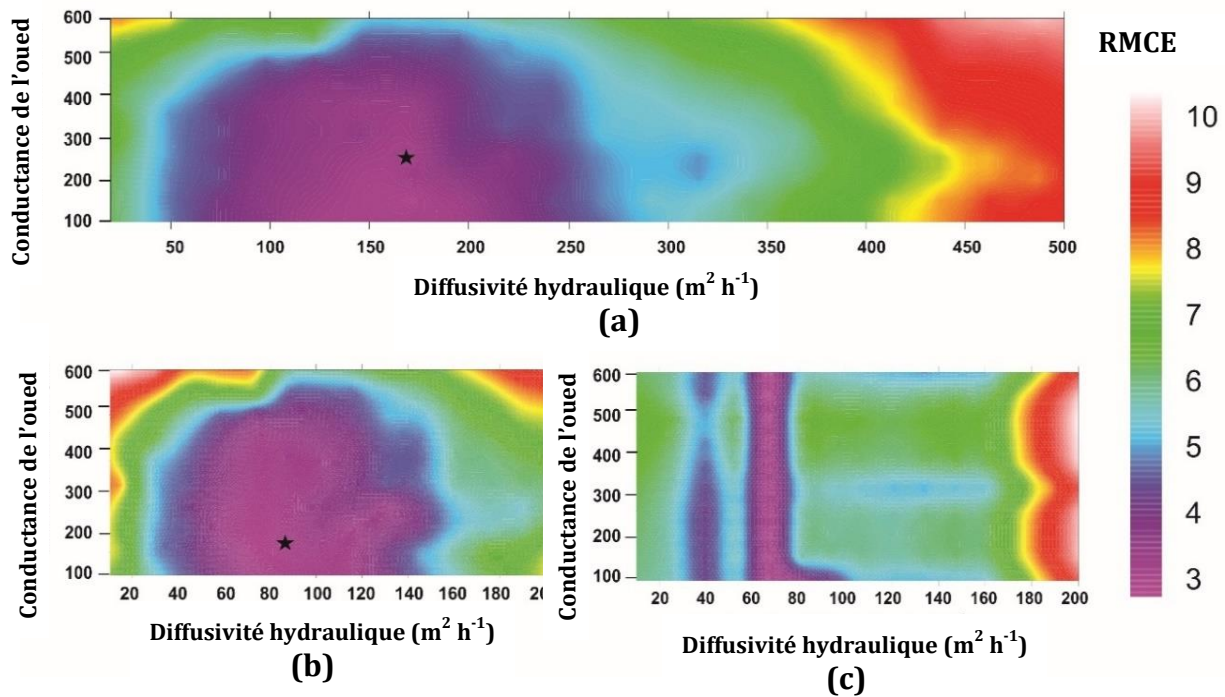 600
500
400
300
200
100
Conductance de l'oued
50 100 150 200 250 300 350 400 450 500
Diffusivité hydraulique (m² h⁻¹)
(a)
RMCE
10
9
8
7
6
5
4
3
600
500
400
300
200
100
Conductance de l'oued
20 40 60 80 100 120 140 160 180 20
Diffusivité hydraulique (m² h⁻¹)
(b)
600
500
400
300
200
100
Conductance de l'oued
20 40 60 80 100 120 140 160 180 200
Diffusivité hydraulique (m² h⁻¹)
(c)